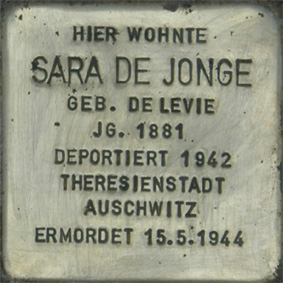 HIER WOHNTE
SARA DE JONGE
GEB. DE LEVIE
JG. 1881
DEPORTIERT 1942
THERESIENSTADT
AUSCHWITZ
ERMORDET 15.5.1944